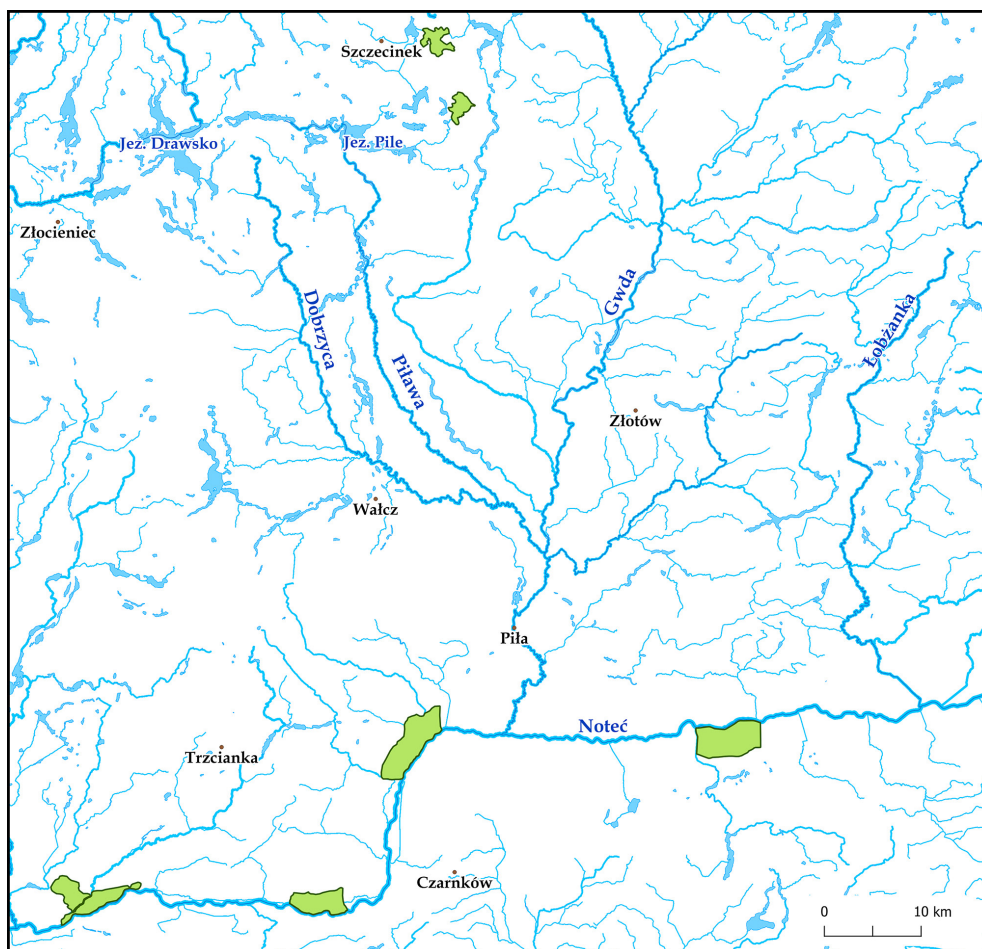 Szczecinek
Jez. Drawsko
Jez. Pile
Złocieniec
Gwda
Dobrzyca
Łobżanka
Piława
Złotów
Wałcz
Piła
Noteć
Trzcianka
Czarnków
0 10 km